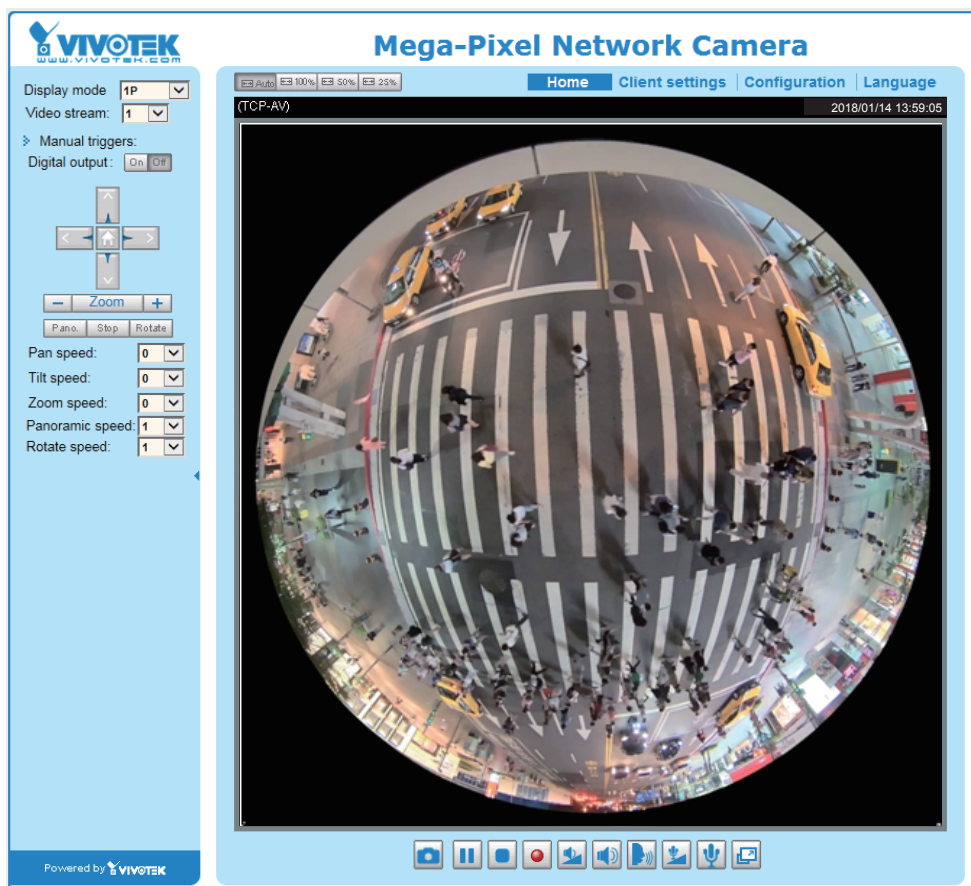 VIVOTEK
www.vivotek.com
Mega-Pixel Network Camera
Auto 100% 50% 25%
Home Client settings Configuration Language
(TCP-AV) 2018/01/14 13:59:05
Display mode 1P
Video stream: 1
Manual triggers:
Digital output: On Off
Zoom
Pano. Stop Rotate
Pan speed: 0
Tilt speed: 0
Zoom speed: 0
Panoramic speed: 1
Rotate speed: 1
Powered by VIVOTEK